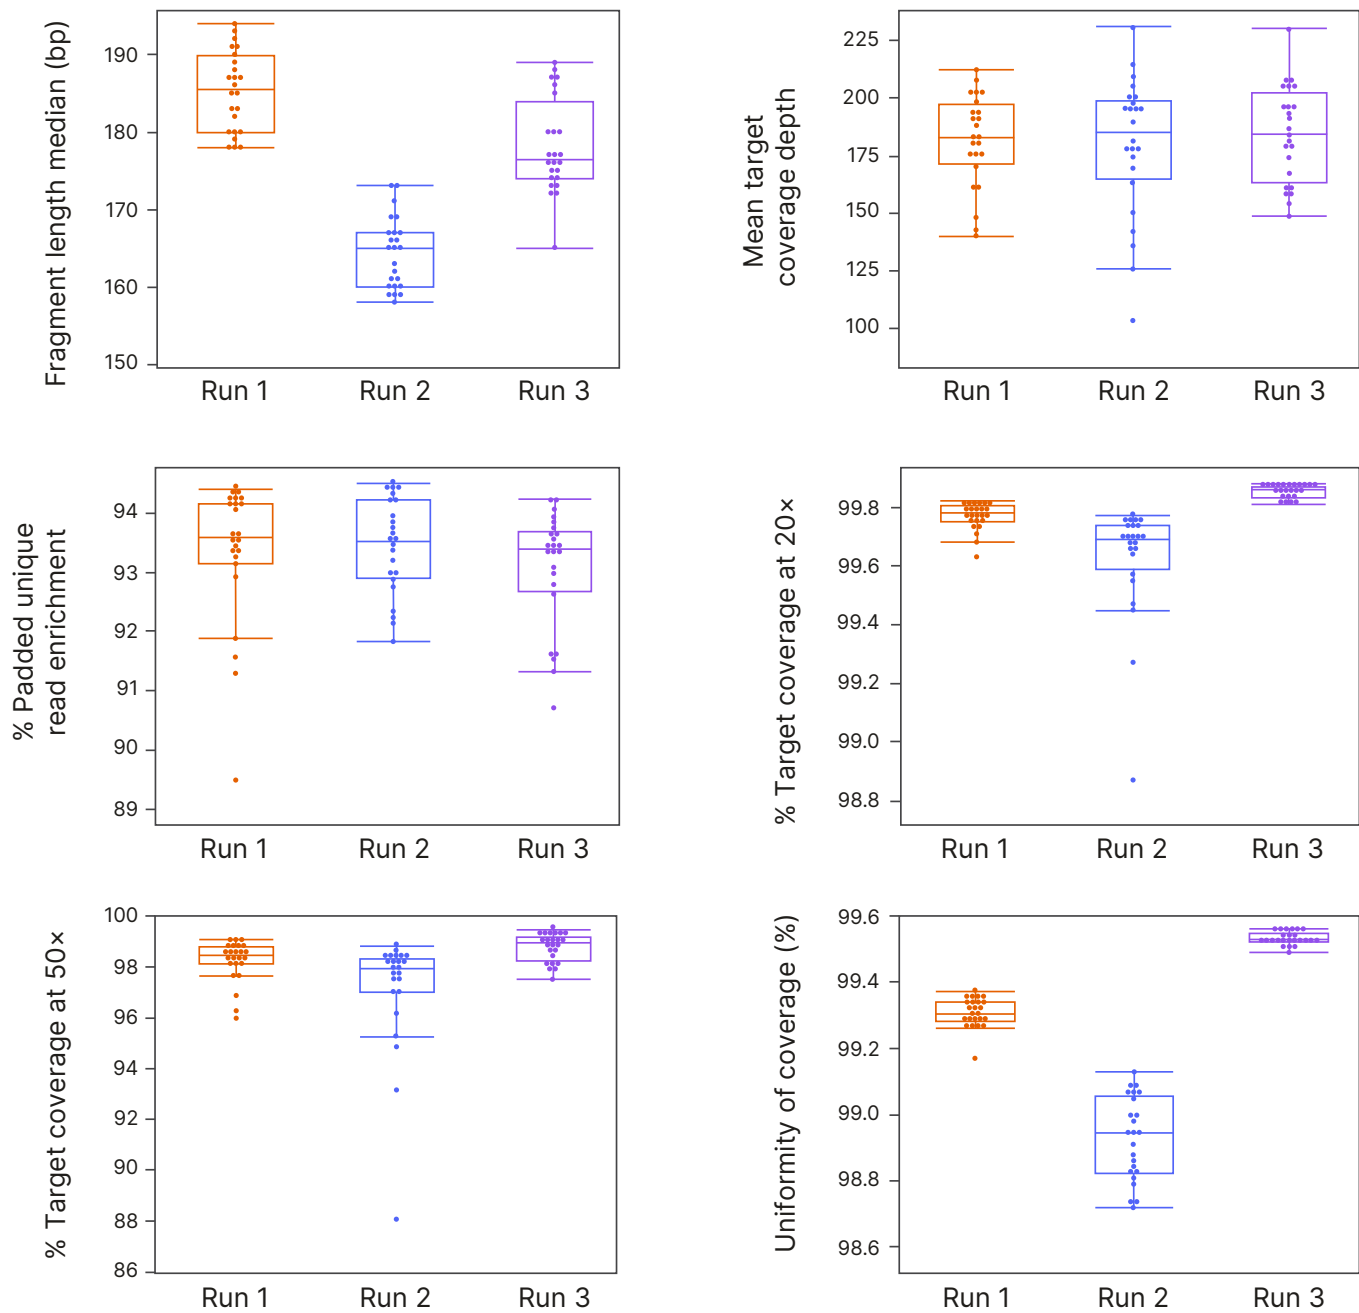 Fragment length median (bp)
190
180
170
160
150
Run 1
Run 2
Run 3
Mean target
coverage depth
225
200
175
150
125
100
Run 1
Run 2
Run 3
% Padded unique
read enrichment
94
93
92
91
90
89
Run 1
Run 2
Run 3
% Target coverage at 20×
99.8
99.6
99.4
99.2
99.0
98.8
Run 1
Run 2
Run 3
% Target coverage at 50×
100
98
96
94
92
90
88
86
Run 1
Run 2
Run 3
Uniformity of coverage (%)
99.6
99.4
99.2
99.0
98.8
98.6
Run 1
Run 2
Run 3